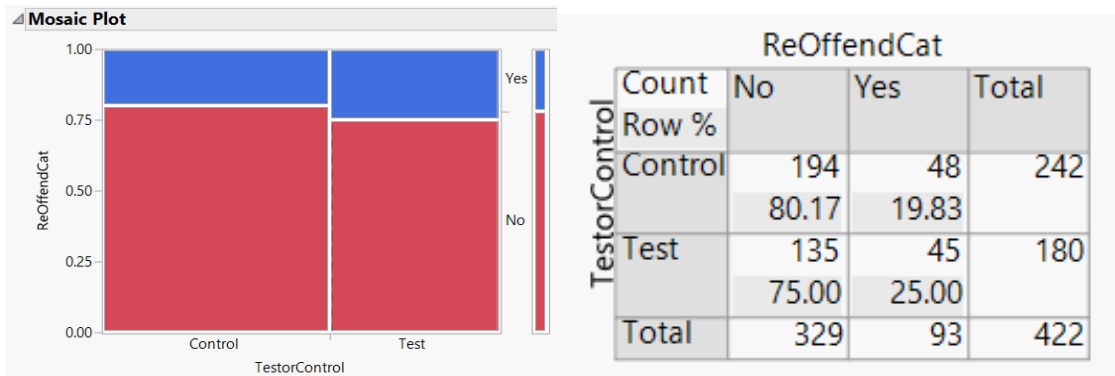 Mosaic Plot
1.00
0.75
0.50
0.25
0.00
ReOffendCat
Yes
No
Control Test
TestorControl
ReOffendCat
TestorControl
Count No Yes Total
Row %
Control 194 48 242
80.17 19.83
Test 135 45 180
75.00 25.00
Total 329 93 422